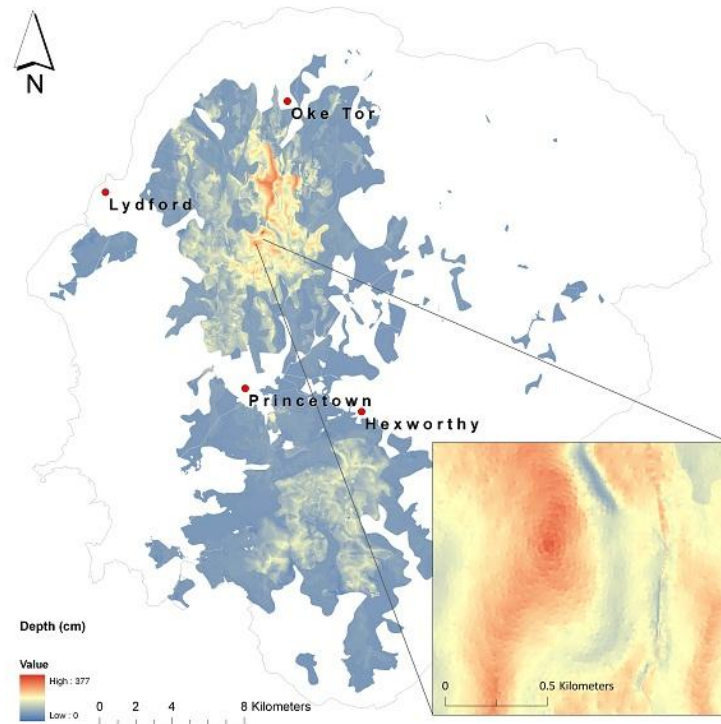 N
Oke Tor
Lydford
Princetown
Hexworthy
Depth (cm)
Value
High : 377
Low : 0
0 2 4 8 Kilometers
0 0.5 Kilometers